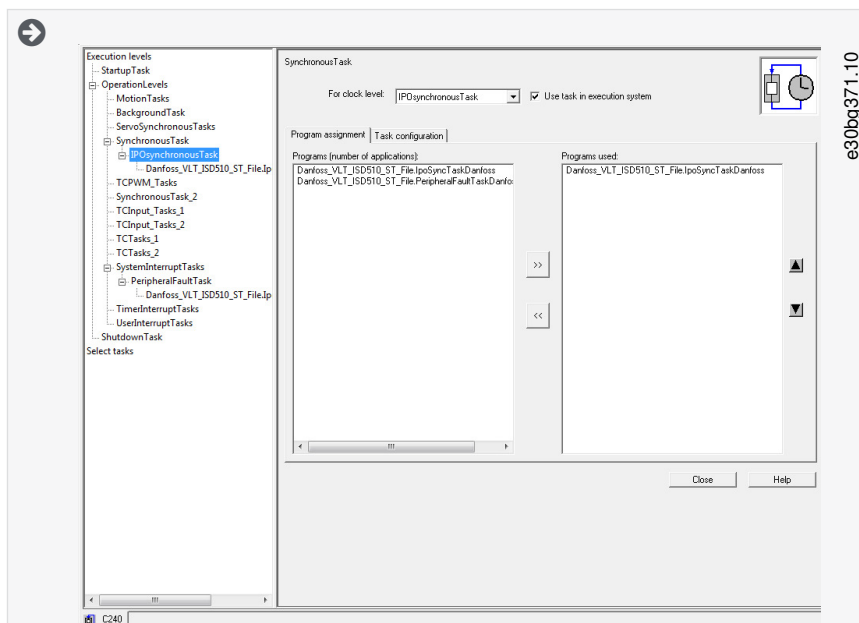 Execution levels
StartupTask
OperationLevels
MotionTasks
BackgroundTask
ServoSynchronousTasks
SynchronousTask
IPOsynchronousTask
Danfoss_VLT_ISD510_ST_File.Ip
TCPWM_Tasks
SynchronousTask_2
TCInput_Tasks_1
TCInput_Tasks_2
TCTasks_1
TCTasks_2
SystemInterruptTasks
PeripheralFaultTask
Danfoss_VLT_ISD510_ST_File.Ip
TimerInterruptTasks
UserInterruptTasks
ShutdownTask
Select tasks
SynchronousTask
For clock level: IPOsynchronousTask Use task in execution system
Program assignment Task configuration
Programs (number of applications):
Danfoss_VLT_ISD510_ST_File.IpoSyncTaskDanfoss
Danfoss_VLT_ISD510_ST_File.PeripheralFaultTaskDanfo
>>
<<
Programs used:
Danfoss_VLT_ISD510_ST_File.IpoSyncTaskDanfoss
Close Help
C240
e30bq371.10